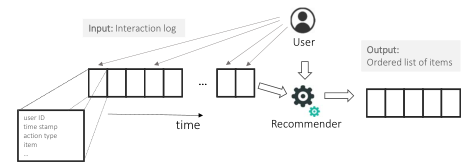 Input: Interaction log
User
Output:
Ordered list of items
...
user ID
time stamp
action type
item
...
time
Recommender